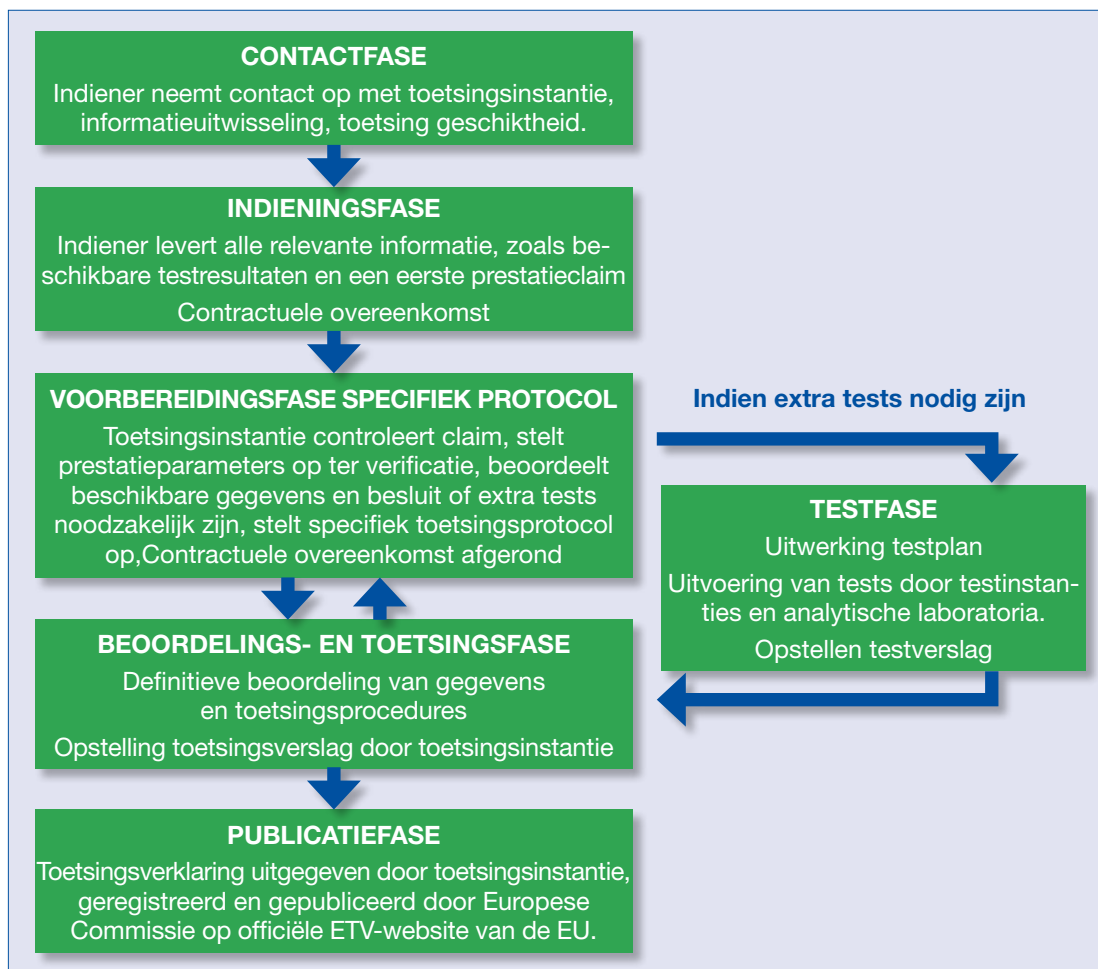 CONTACTFASE
Indiener neemt contact op met toetsingsinstantie,
informatieuitwisseling, toetsing geschiktheid.
INDIENINGSFASE
Indiener levert alle relevante informatie, zoals be-
schikbare testresultaten en een eerste prestatieclaim
Contractuele overeenkomst
VOORBEREIDINGSFASE SPECIFIEK PROTOCOL
Toetsingsinstantie controleert claim, stelt
prestatieparameters op ter verificatie, beoordeelt
beschikbare gegevens en besluit of extra tests
noodzakelijk zijn, stelt specifiek toetsingsprotocol
op,Contractuele overeenkomst afgerond
Indien extra tests nodig zijn
TESTFASE
Uitwerking testplan
Uitvoering van tests door testinstan-
ties en analytische laboratoria.
Opstellen testverslag
BEOORDELINGS- EN TOETSINGSFASE
Definitieve beoordeling van gegevens
en toetsingsprocedures
Opstelling toetsingsverslag door toetsingsinstantie
PUBLICATIEFASE
Toetsingsverklaring uitgegeven door toetsingsinstantie,
geregistreerd en gepubliceerd door Europese
Commissie op officiële ETV-website van de EU.